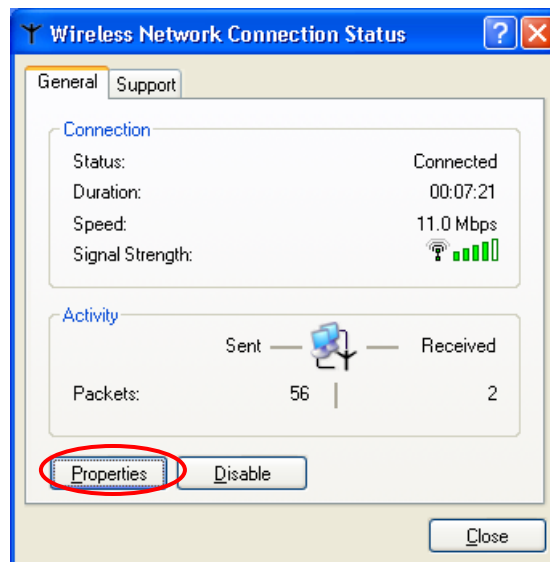 Wireless Network Connection Status
General Support
Connection
Status: Connected
Duration: 00:07:21
Speed: 11.0 Mbps
Signal Strength:
Activity
Sent Received
Packets: 56 2
Properties Disable
Close